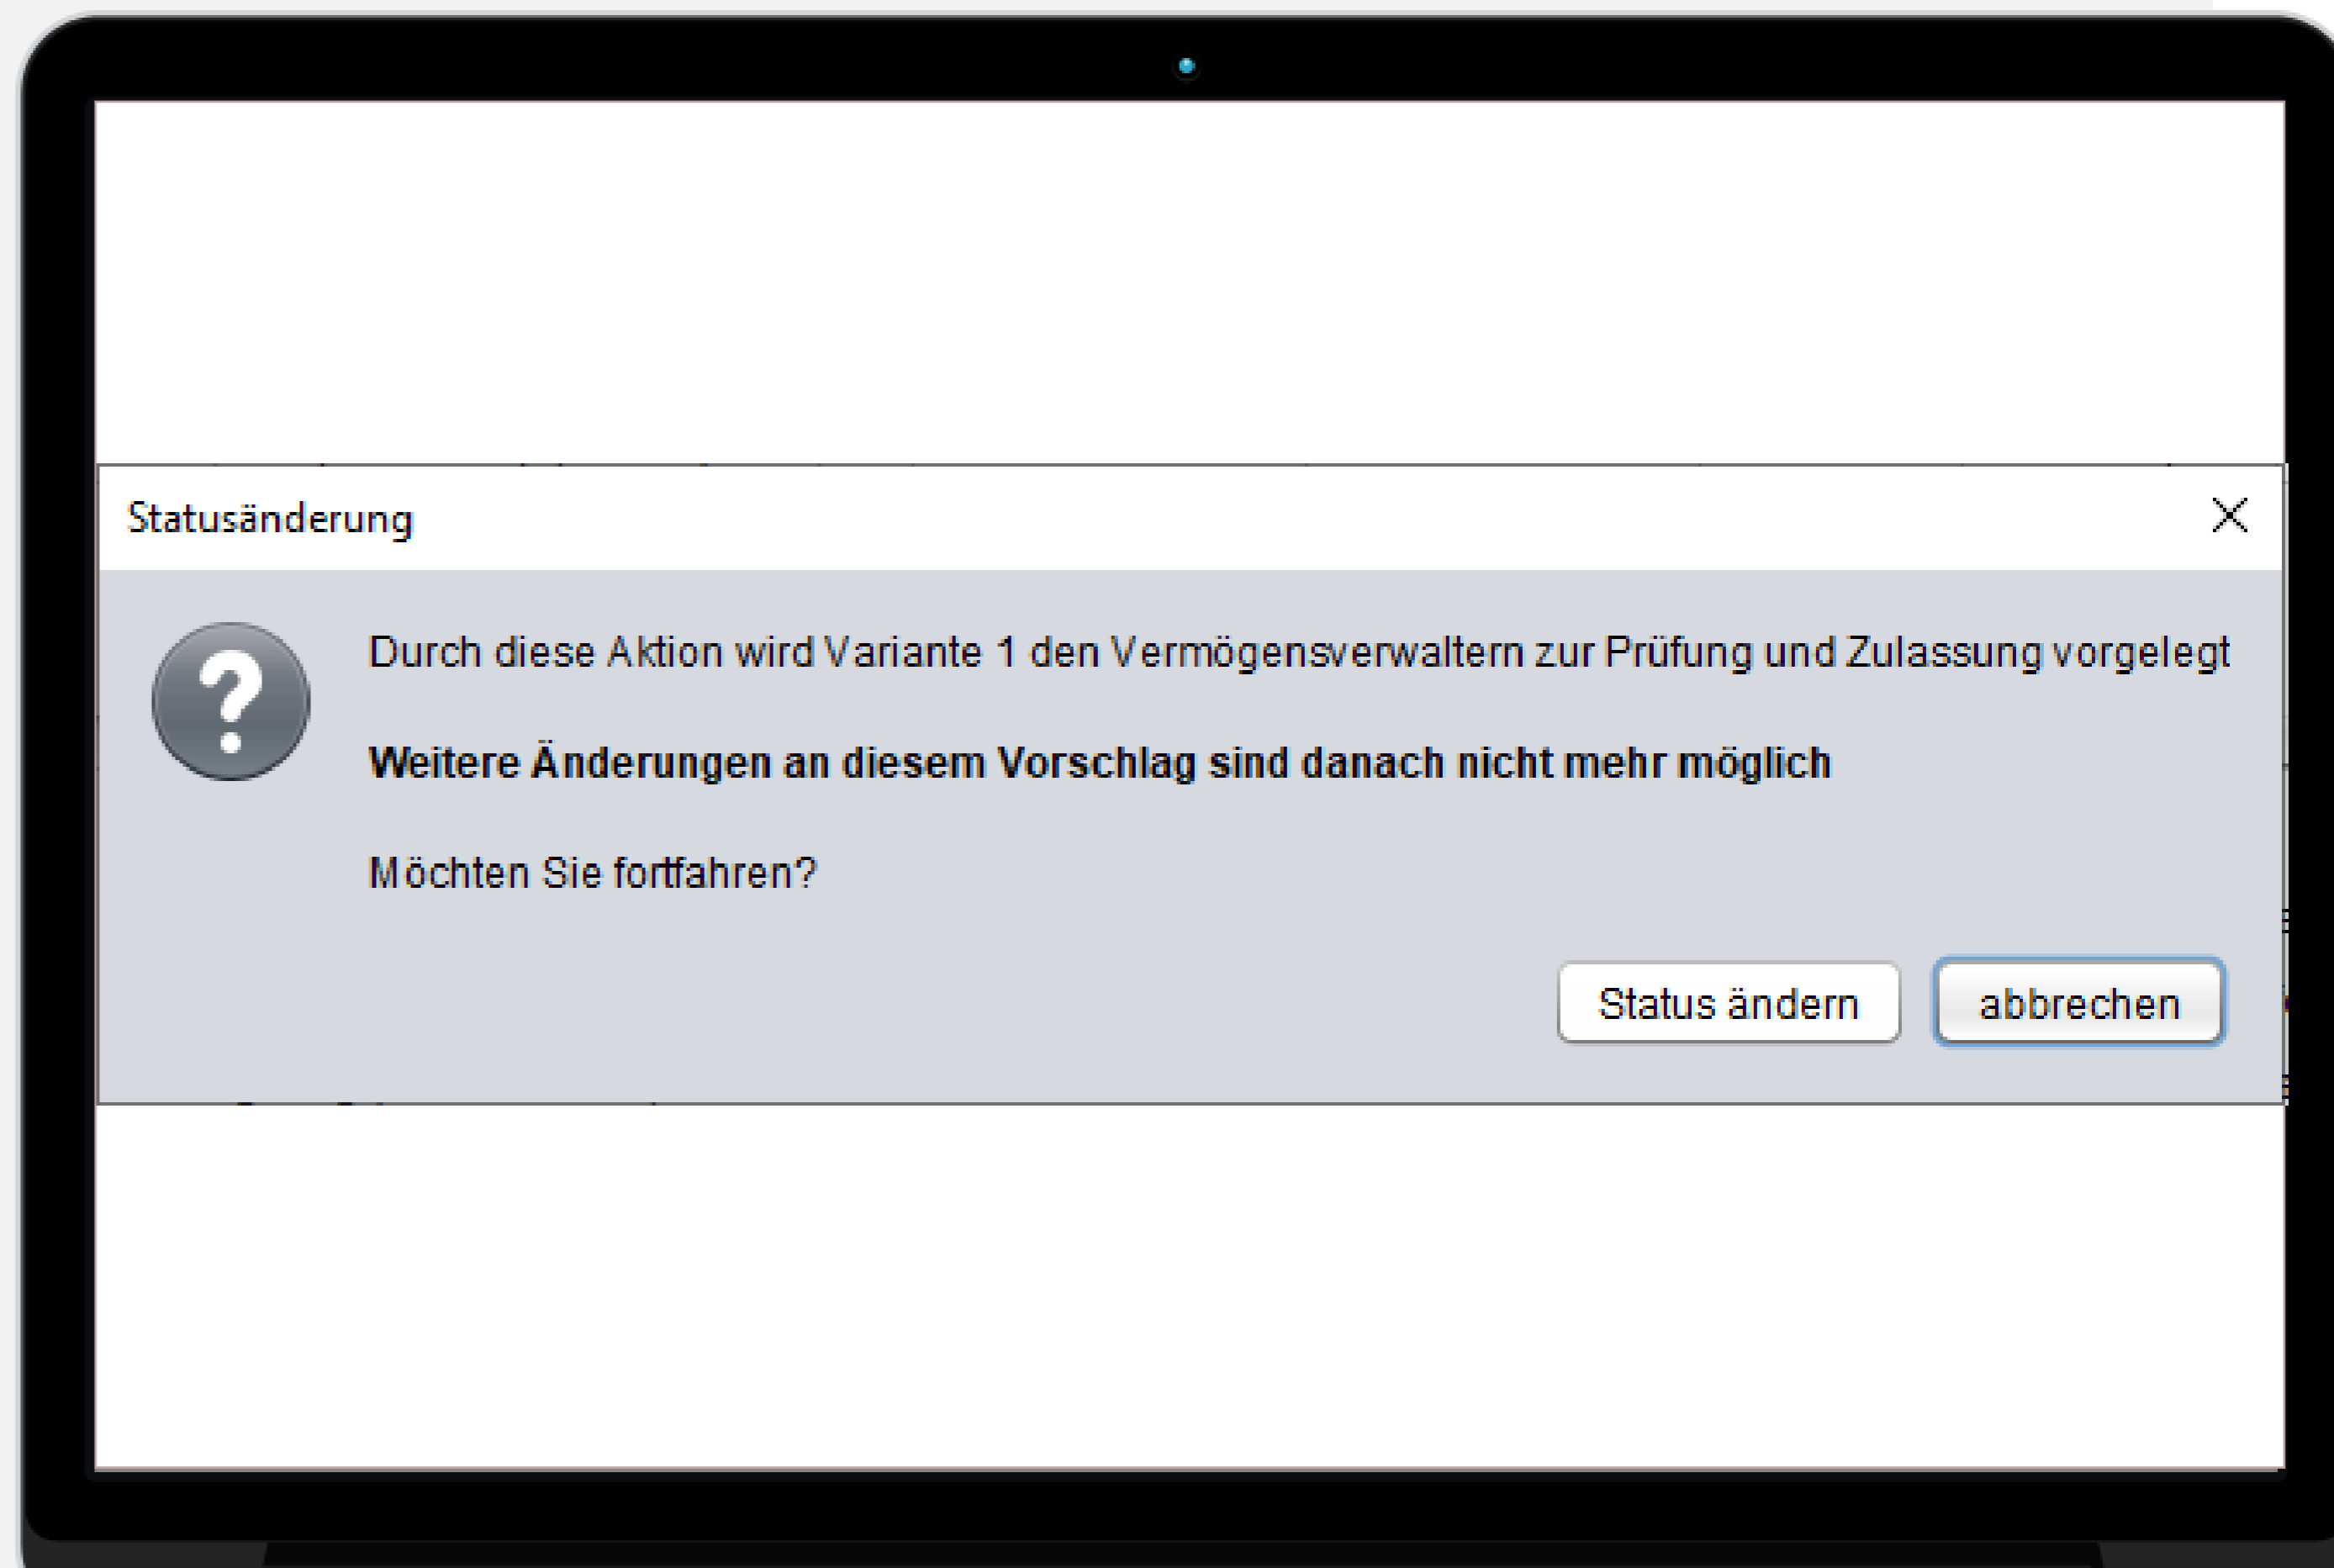 Statusänderung
Durch diese Aktion wird Variante 1 den Vermögensverwaltern zur Prüfung und Zulassung vorgelegt
Weitere Änderungen an diesem Vorschlag sind danach nicht mehr möglich
Möchten Sie fortfahren?
Status ändern abbrechen